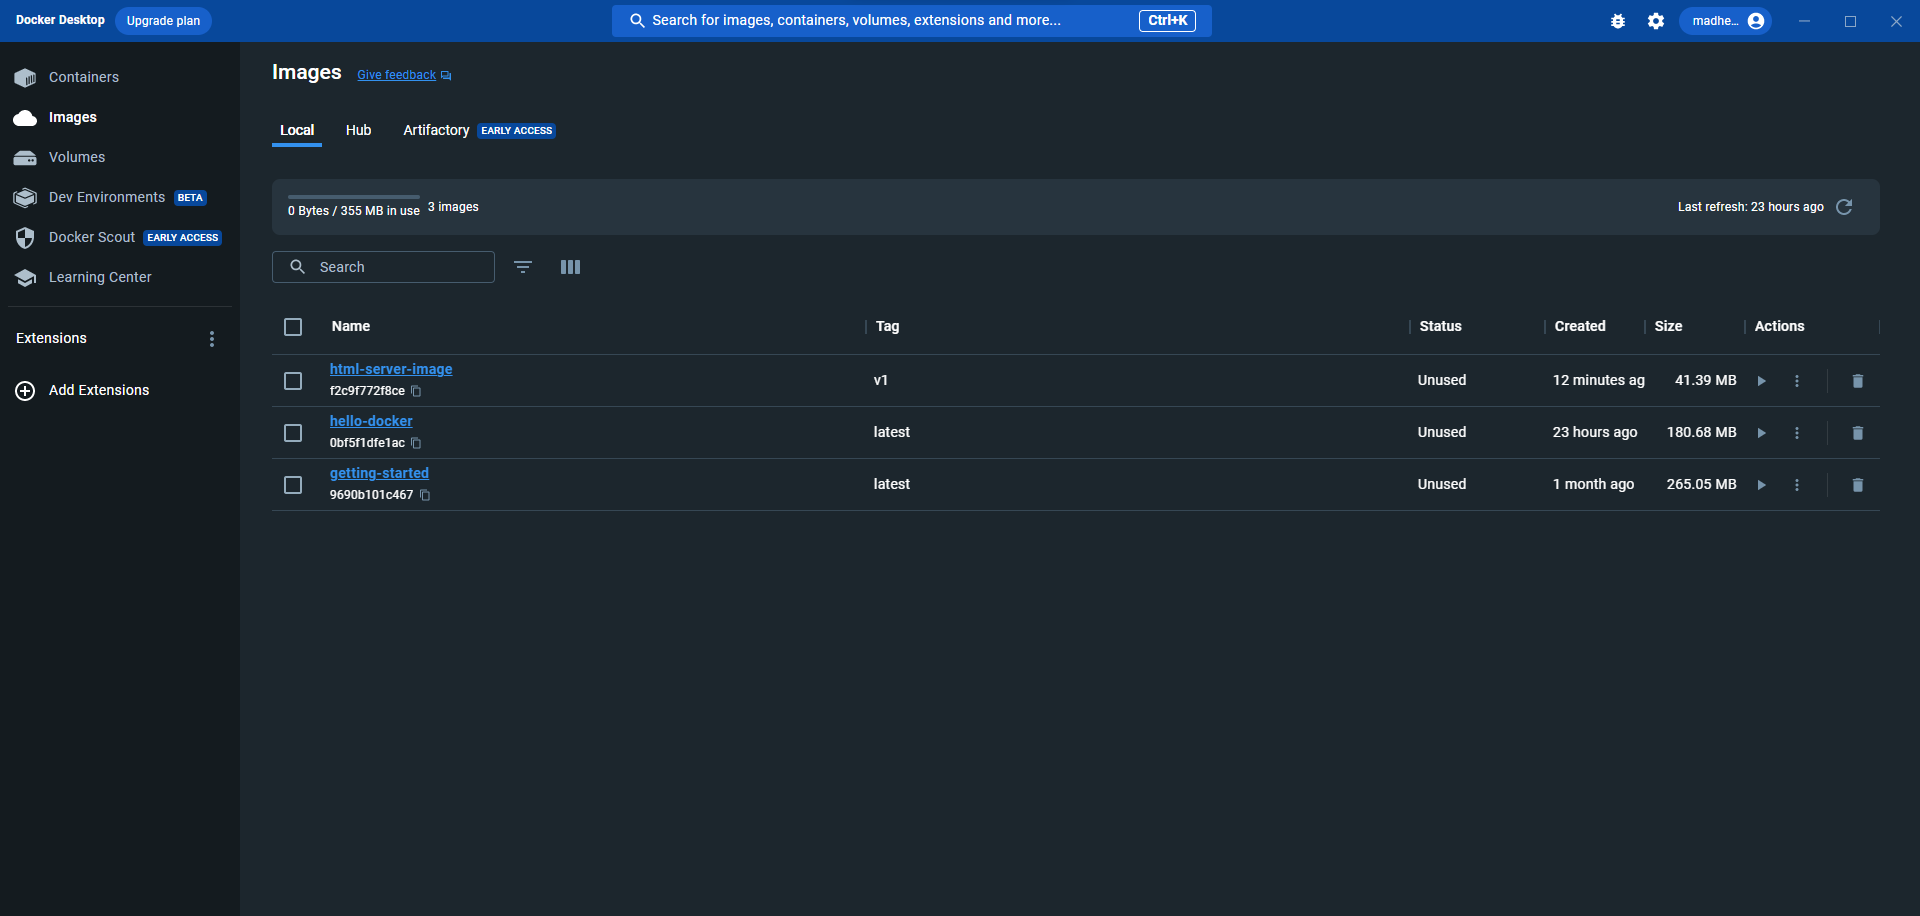 Docker Desktop
Upgrade plan
Search for images, containers, volumes, extensions and more...
Ctrl+K
madhe...
Containers
Images
Volumes
Dev Environments BETA
Docker Scout EARLY ACCESS
Learning Center
Extensions
Add Extensions
Images Give feedback
Local Hub Artifactory EARLY ACCESS
0 Bytes / 355 MB in use 3 images
Last refresh: 23 hours ago
Search
Name Tag Status Created Size Actions
html-server-image
f2c9f772f8ce
v1 Unused 12 minutes ag 41.39 MB
hello-docker
0bf5f1dfe1ac
latest Unused 23 hours ago 180.68 MB
getting-started
9690b101c467
latest Unused 1 month ago 265.05 MB